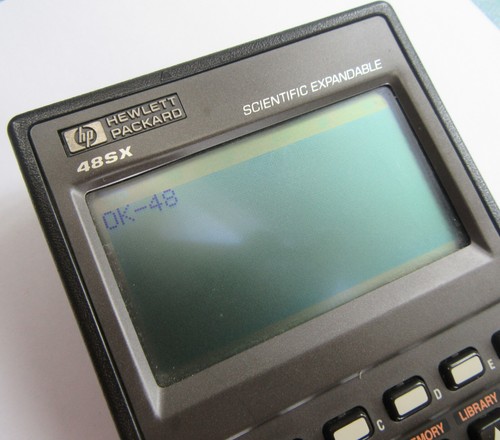 hp HEWLETT
PACKARD
48SX
SCIENTIFIC EXPANDABLE
OK-48
C
D
E
LIBRARY